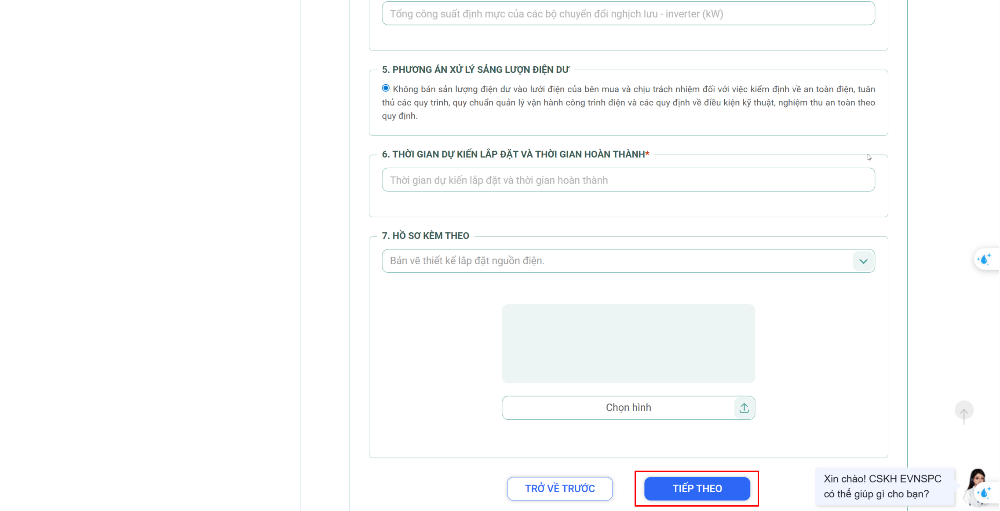 Tổng công suất định mực của các bộ chuyển đổi nghịch lưu - inverter (kW)
5. PHƯƠNG ÁN XỬ LÝ SẢNG LƯỢN ĐIỆN DƯ
Không bán sản lượng điện dư vào lưới điện của bên mua và chịu trách nhiệm đối với việc kiểm định về an toàn điện, tuân
thủ các quy trình, quy chuẩn quản lý vận hành công trình điện và các quy định về điều kiện kỹ thuật, nghiệm thu an toàn theo
quy định.
6. THỜI GIAN DỰ KIẾN LẮP ĐẶT VÀ THỜI GIAN HOÀN THÀNH*
Thời gian dự kiến lắp đặt và thời gian hoàn thành
7. HỒ SƠ KÈM THEO
Bản vẽ thiết kế lắp đặt nguồn điện.
Chọn hình
TRỞ VỀ TRƯỚC
TIẾP THEO
Xin chào! CSKH EVNSPC
có thể giúp gì cho bạn?